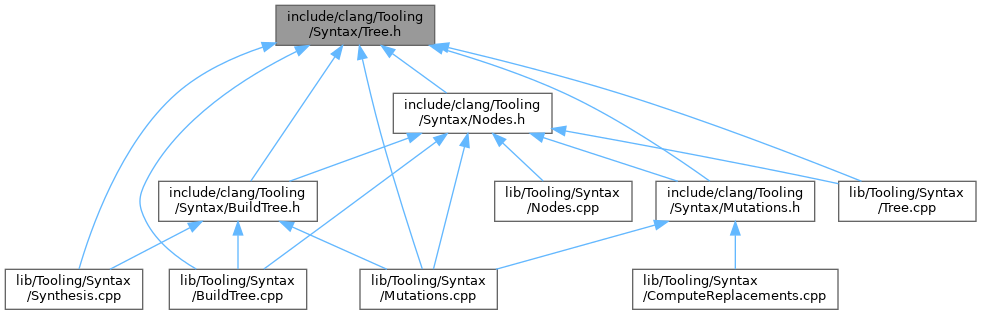 include/clang/Tooling
/Syntax/Tree.h
include/clang/Tooling
/Syntax/Nodes.h
include/clang/Tooling
/Syntax/BuildTree.h
lib/Tooling/Syntax
/Nodes.cpp
include/clang/Tooling
/Syntax/Mutations.h
lib/Tooling/Syntax
/Tree.cpp
lib/Tooling/Syntax
/Synthesis.cpp
lib/Tooling/Syntax
/BuildTree.cpp
lib/Tooling/Syntax
/Mutations.cpp
lib/Tooling/Syntax
/ComputeReplacements.cpp